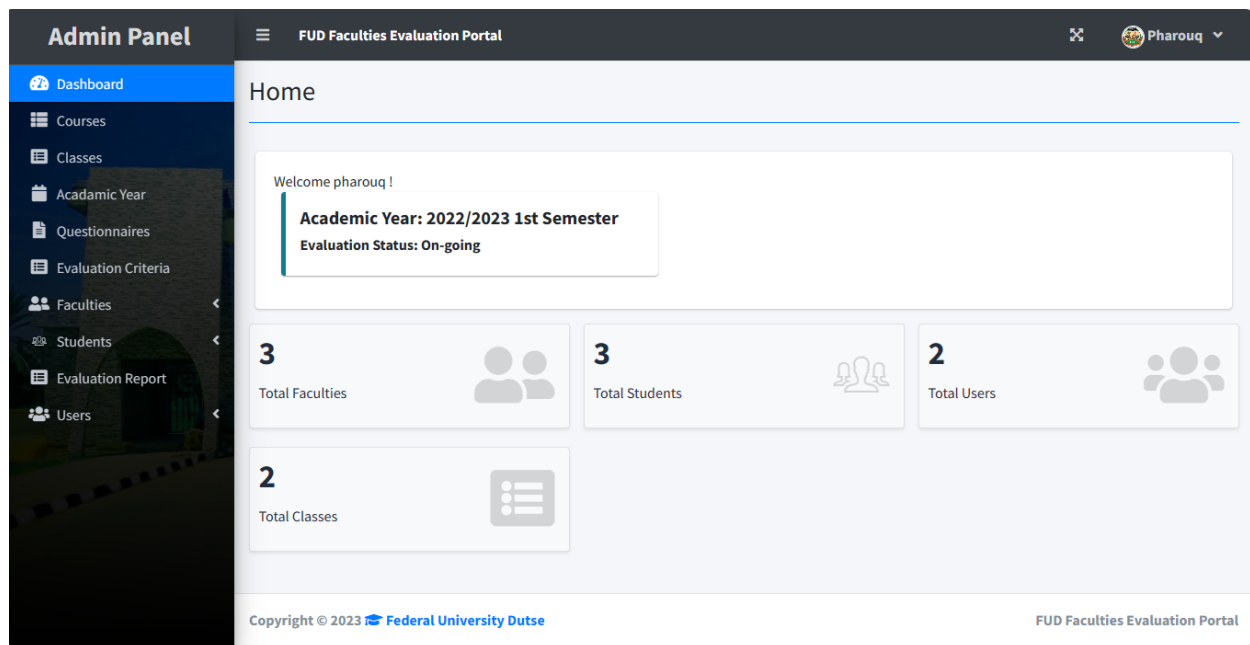 Admin Panel
FUD Faculties Evaluation Portal
Pharouq
Dashboard
Courses
Classes
Acadamic Year
Questionnaires
Evaluation Criteria
Faculties
Students
Evaluation Report
Users
Home
Welcome pharouq !
Academic Year: 2022/2023 1st Semester
Evaluation Status: On-going
3
Total Faculties
3
Total Students
2
Total Users
2
Total Classes
Copyright © 2023 Federal University Dutse
FUD Faculties Evaluation Portal